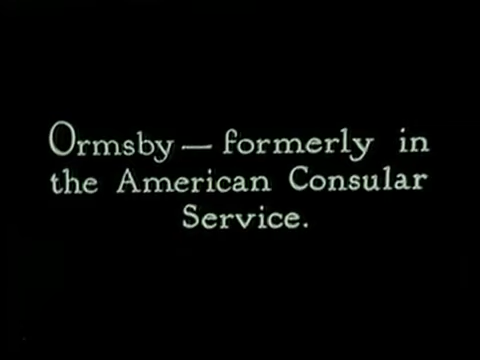 Ormsby — formerly in
the American Consular
Service.